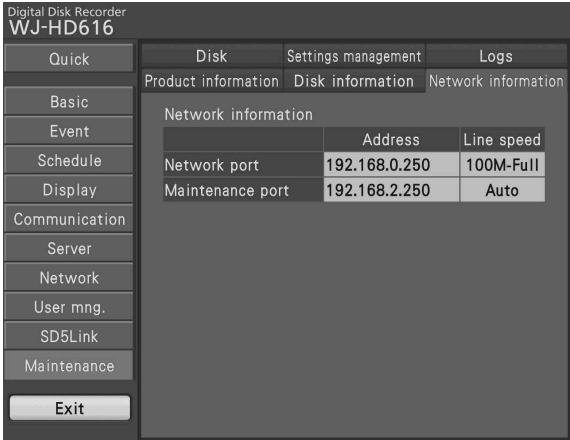 Digital Disk Recorder
WJ-HD616
Quick
Basic
Event
Schedule
Display
Communication
Server
Network
User mng.
SD5Link
Maintenance
Exit
Disk Settings management Logs
Product information Disk information Network information
Network information
Address Line speed
Network port 192.168.0.250 100M-Full
Maintenance port 192.168.2.250 Auto